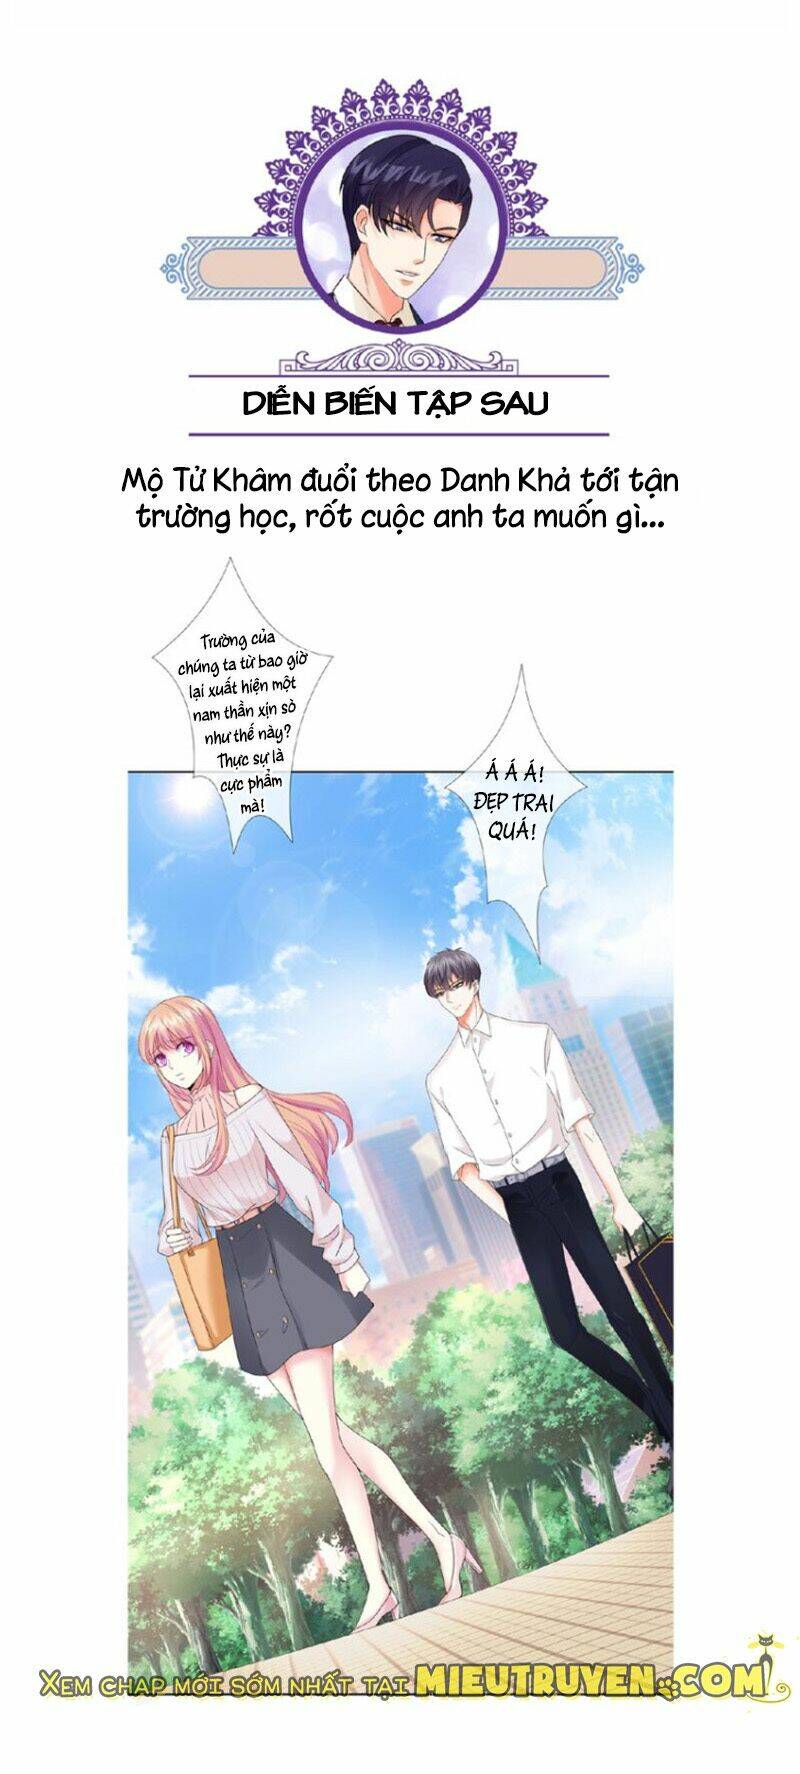 DIỄN BIẾN TẬP SAU
Mộ Tử Khâm đuổi theo Danh Khả tới tận
trường học, rốt cuộc anh ta muốn gì...
Trường của
chúng ta từ bao giờ
lại xuất hiện một
nam thần xịn sò
như thế này?
Thực sự là
cực phẩm
mà!
Á Á Á!
ĐẸP TRAI
QUÁ!
XEM CHAP MỚI SỚM NHẤT TẠI MIEUTRUYEN.COM